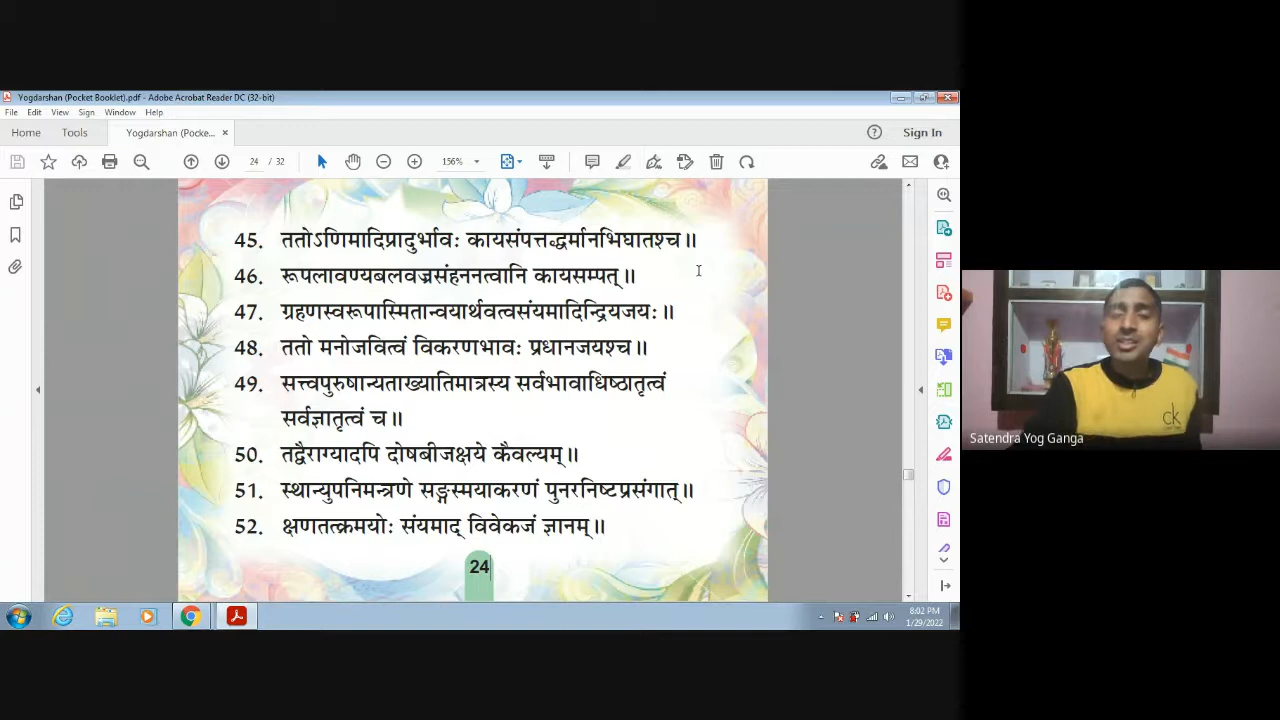 Yogdarshan (Pocket Booklet).pdf - Adobe Acrobat Reader DC (32-bit)
File Edit View Sign Window Help
Home Tools Yogdarshan (Pocke... × Sign In
24 / 32 156%
45. ततोऽणिमादिप्रादुर्भावः कायसंपत्तद्धर्मानभिघातश्च॥
46. रूपलावण्यबलवज्रसंहननत्वानि कायसम्पत्॥
47. ग्रहणस्वरूपास्मितान्वयार्थवत्वसंयमादिन्द्रियजयः॥
48. ततो मनोजवित्वं विकरणभावः प्रधानजयश्च॥
49. सत्त्वपुरुषान्यताख्यातिमात्रस्य सर्वभावाधिष्ठातृत्वं
सर्वज्ञातृत्वं च॥
50. तद्वैराग्यादपि दोषबीजक्षये कैवल्यम्॥
51. स्थान्युपनिमन्त्रणे सङ्गस्मयाकरणं पुनरनिष्टप्रसंगात्॥
52. क्षणतत्क्रमयोः संयमाद् विवेकजं ज्ञानम्॥
24
ck
Satendra Yog Ganga
8:02 PM
1/29/2022